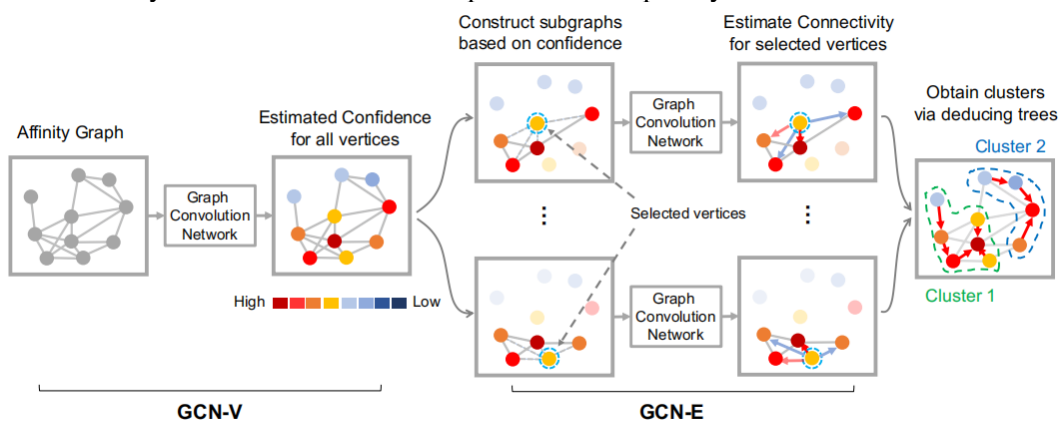 Construct subgraphs
based on confidence
Estimate Connectivity
for selected vertices
Affinity Graph
Estimated Confidence
for all vertices
Obtain clusters
via deducing trees
Graph
Convolution
Network
Graph
Convolution
Network
Graph
Convolution
Network
Cluster 2
Cluster 1
...
Selected vertices
...
High
Low
GCN-V
GCN-E